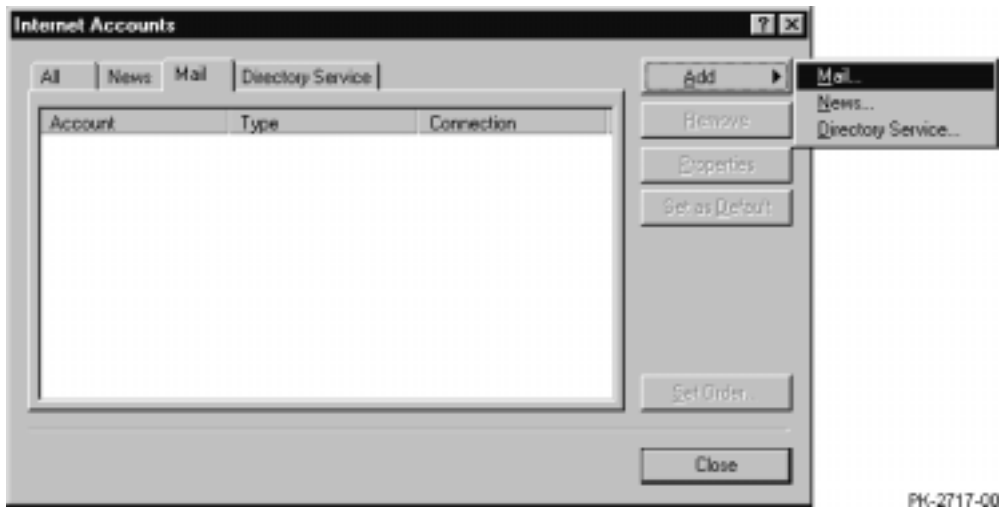 Internet Accounts
All News Mail Directory Service
Account Type Connection
Add
Remove
Properties
Set as Default
Set Order...
Close
Mail...
News...
Directory Service...
PK-2717-00